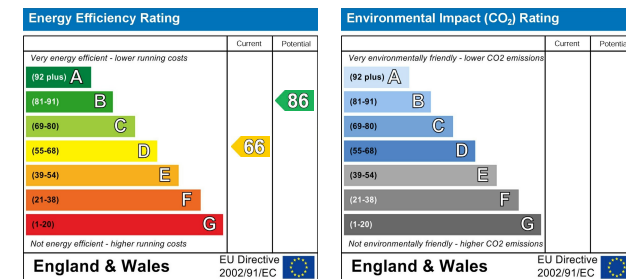 Energy Efficiency Rating
Current Potential
Very energy efficient - lower running costs
(92 plus) A
(81-91) B
86
(69-80) C
(55-68) D
66
(39-54) E
(21-38) F
(1-20) G
Not energy efficient - higher running costs
England & Wales
EU Directive
2002/91/EC
Environmental Impact (CO₂) Rating
Current Potential
Very environmentally friendly - lower CO2 emissions
(92 plus) A
(81-91) B
(69-80) C
(55-68) D
(39-54) E
(21-38) F
(1-20) G
Not environmentally friendly - higher CO2 emissions
England & Wales
EU Directive
2002/91/EC